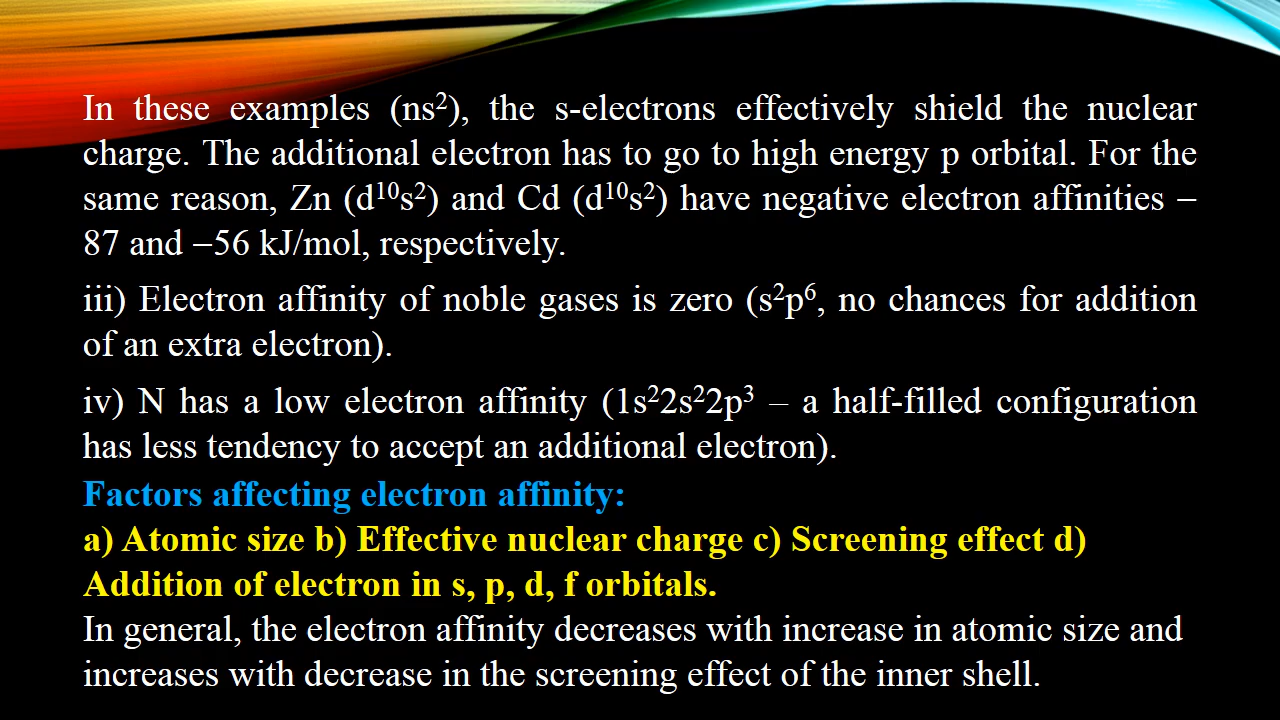 In these examples (ns²), the s-electrons effectively shield the nuclear
charge. The additional electron has to go to high energy p orbital. For the
same reason, Zn (d¹⁰s²) and Cd (d¹⁰s²) have negative electron affinities –
87 and –56 kJ/mol, respectively.
iii) Electron affinity of noble gases is zero (s²p⁶, no chances for addition
of an extra electron).
iv) N has a low electron affinity (1s²2s²2p³ – a half-filled configuration
has less tendency to accept an additional electron).
Factors affecting electron affinity:
a) Atomic size b) Effective nuclear charge c) Screening effect d)
Addition of electron in s, p, d, f orbitals.
In general, the electron affinity decreases with increase in atomic size and
increases with decrease in the screening effect of the inner shell.